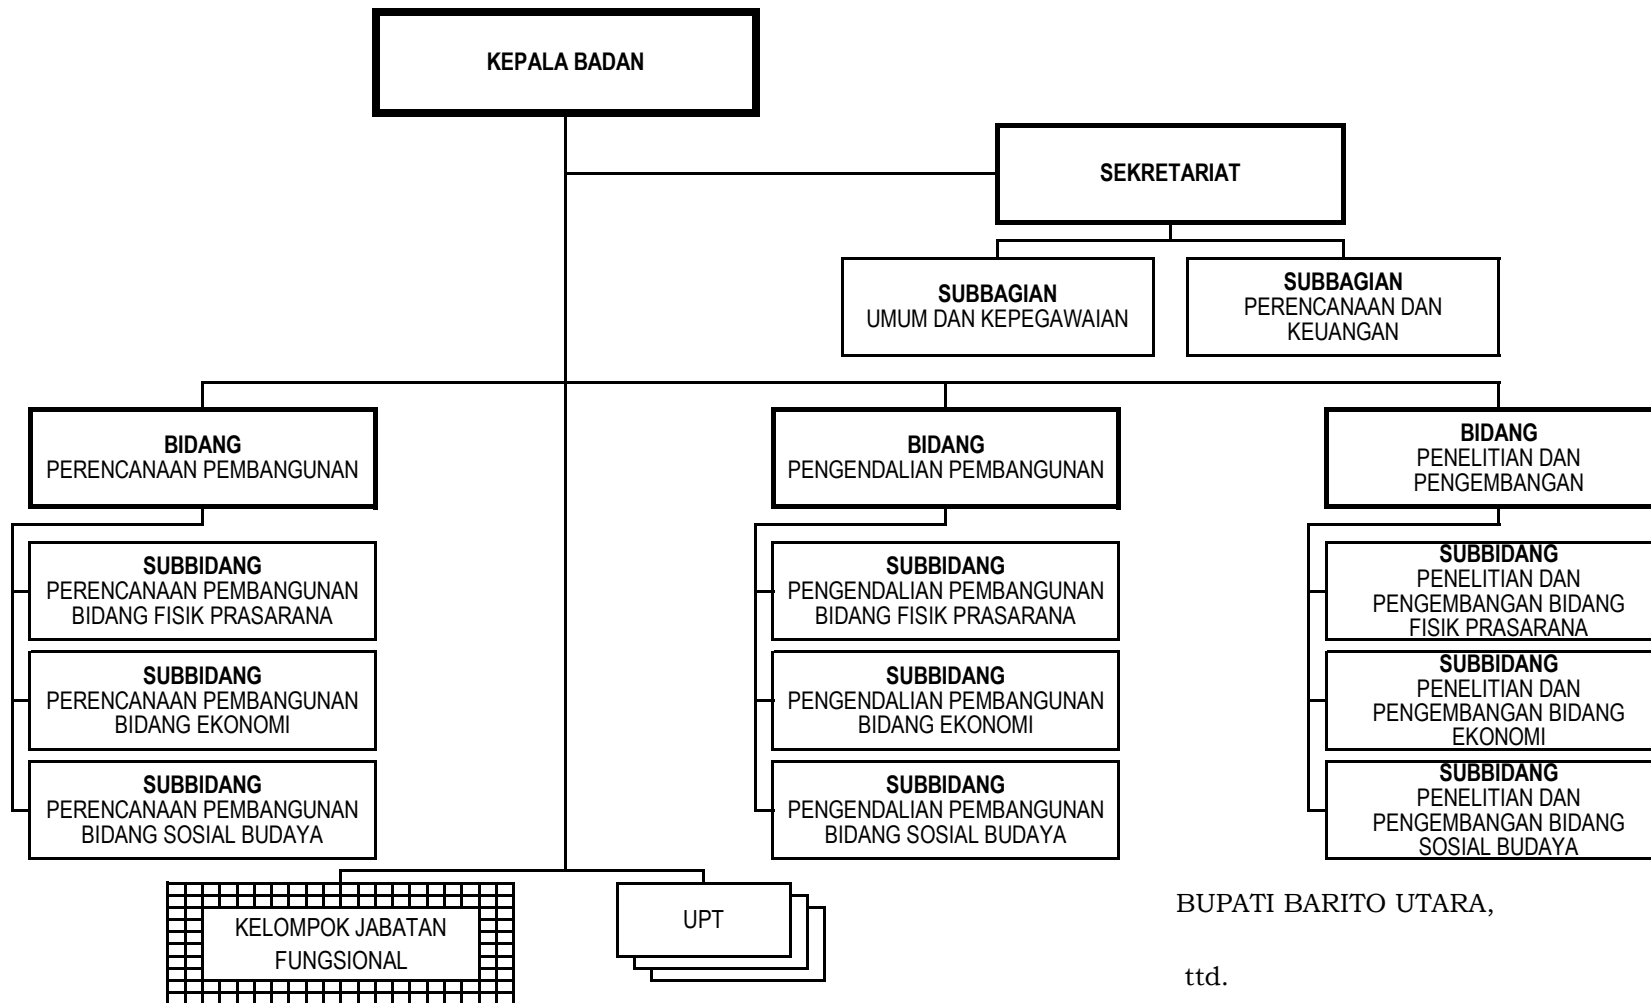 KEPALA BADAN
SEKRETARIAT
SUBBAGIAN
UMUM DAN KEPEGAWAIAN
SUBBAGIAN
PERENCANAAN DAN
KEUANGAN
BIDANG
PERENCANAAN PEMBANGUNAN
BIDANG
PENGENDALIAN PEMBANGUNAN
BIDANG
PENELITIAN DAN
PENGEMBANGAN
SUBBIDANG
PERENCANAAN PEMBANGUNAN
BIDANG FISIK PRASARANA
SUBBIDANG
PENGENDALIAN PEMBANGUNAN
BIDANG FISIK PRASARANA
SUBBIDANG
PENELITIAN DAN
PENGEMBANGAN BIDANG
FISIK PRASARANA
SUBBIDANG
PERENCANAAN PEMBANGUNAN
BIDANG EKONOMI
SUBBIDANG
PENGENDALIAN PEMBANGUNAN
BIDANG EKONOMI
SUBBIDANG
PENELITIAN DAN
PENGEMBANGAN BIDANG
EKONOMI
SUBBIDANG
PERENCANAAN PEMBANGUNAN
BIDANG SOSIAL BUDAYA
SUBBIDANG
PENGENDALIAN PEMBANGUNAN
BIDANG SOSIAL BUDAYA
SUBBIDANG
PENELITIAN DAN
PENGEMBANGAN BIDANG
SOSIAL BUDAYA
KELOMPOK JABATAN
FUNGSIONAL
UPT
BUPATI BARITO UTARA,
ttd.